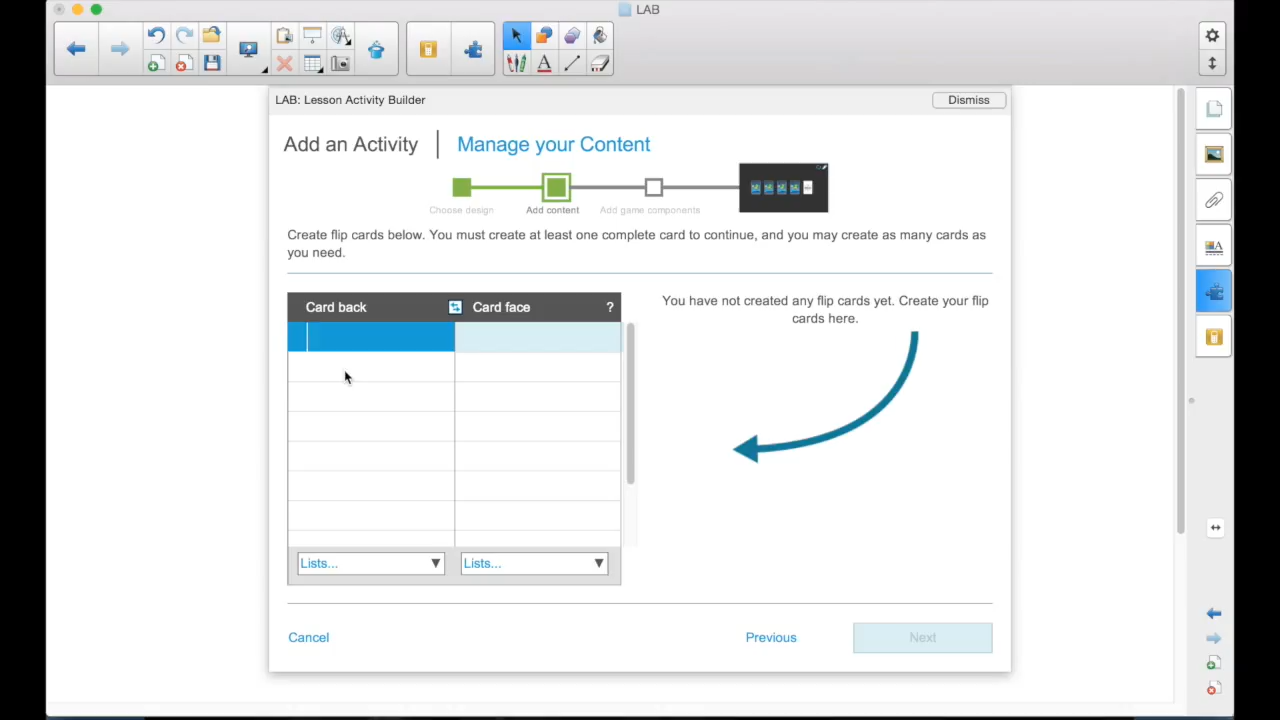 LAB
LAB: Lesson Activity Builder
Dismiss
Add an Activity
Manage your Content
Choose design
Add content
Add game components
Create flip cards below. You must create at least one complete card to continue, and you may create as many cards as
you need.
Card back
Card face
?
You have not created any flip cards yet. Create your flip
cards here.
Lists...
Lists...
Cancel
Previous
Next